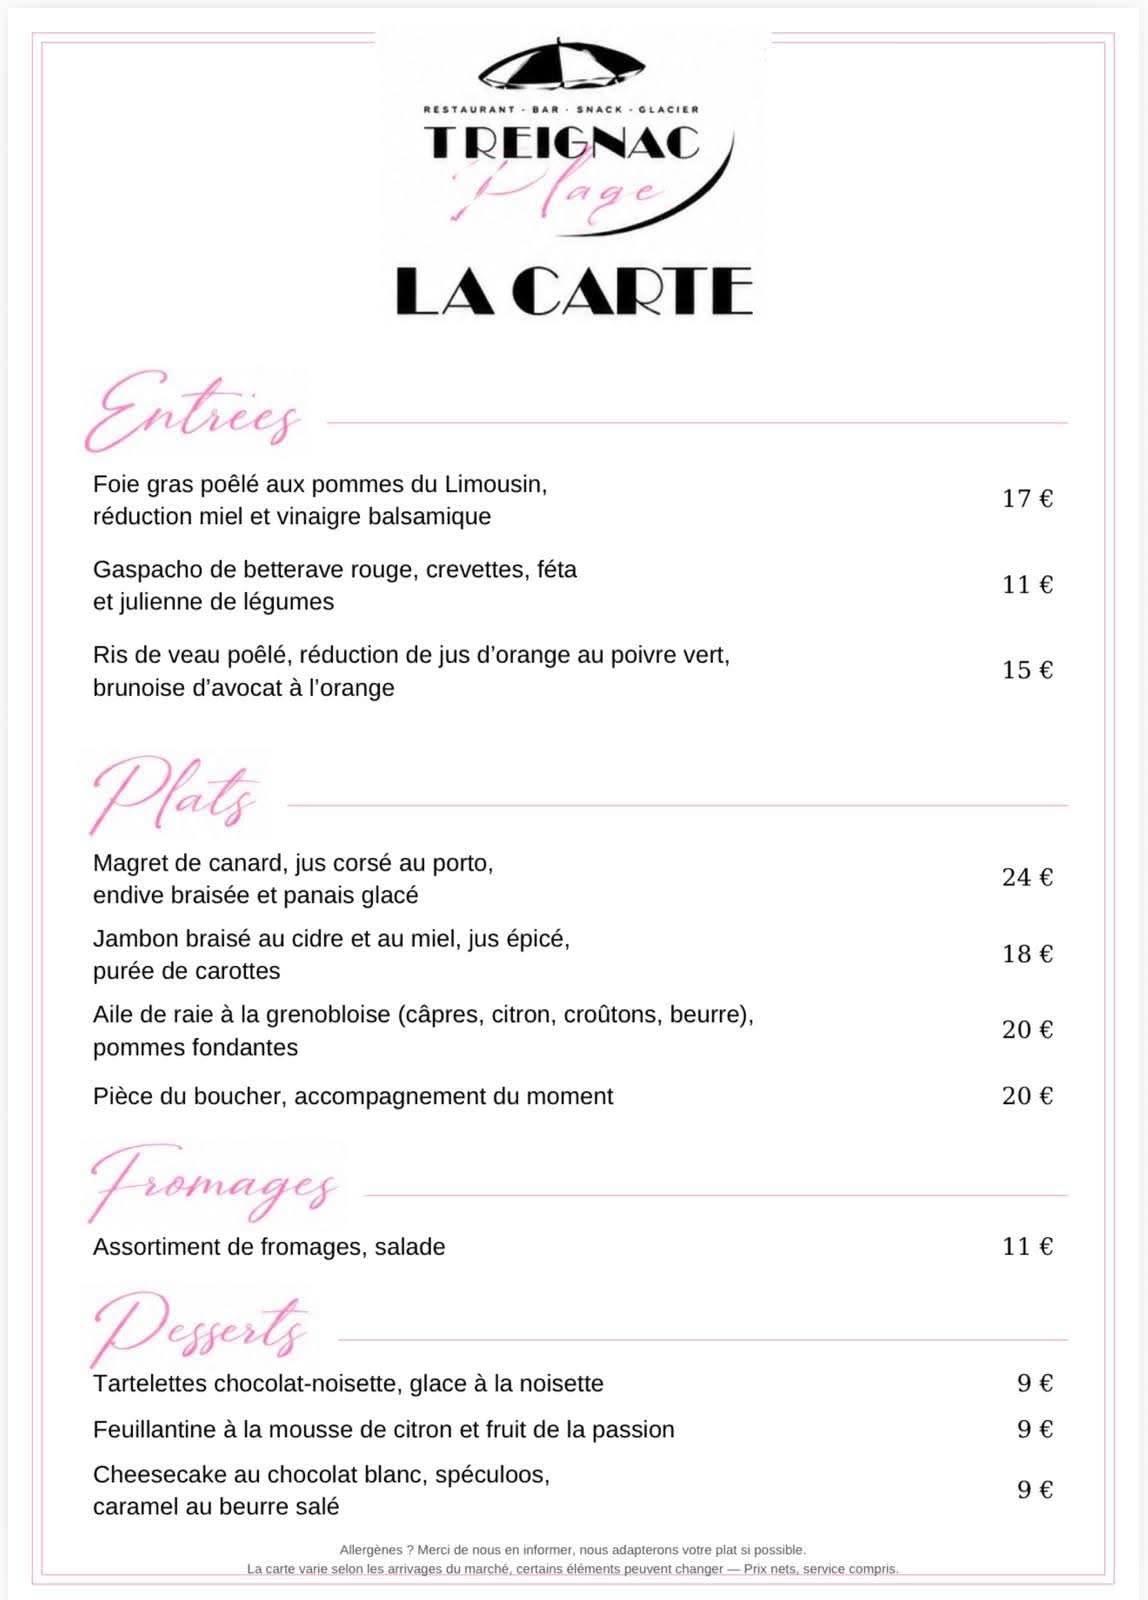 RESTAURANT - BAR - SNACK - GLACIER
TREIGNAC
Plage
LA CARTE
Entrées
Foie gras poêlé aux pommes du Limousin,
réduction miel et vinaigre balsamique
17 €
Gaspacho de betterave rouge, crevettes, féta
et julienne de légumes
11 €
Ris de veau poêlé, réduction de jus d’orange au poivre vert,
brunoise d’avocat à l’orange
15 €
Plats
Magret de canard, jus corsé au porto,
endive braisée et panais glacé
24 €
Jambon braisé au cidre et au miel, jus épicé,
purée de carottes
18 €
Aile de raie à la grenobloise (câpres, citron, croûtons, beurre),
pommes fondantes
20 €
Pièce du boucher, accompagnement du moment 20 €
Fromages
Assortiment de fromages, salade 11 €
Desserts
Tartelettes chocolat-noisette, glace à la noisette 9 €
Feuillantine à la mousse de citron et fruit de la passion 9 €
Cheesecake au chocolat blanc, spéculoos,
caramel au beurre salé
9 €
Allergènes ? Merci de nous en informer, nous adapterons votre plat si possible.
La carte varie selon les arrivages du marché, certains éléments peuvent changer — Prix nets, service compris.